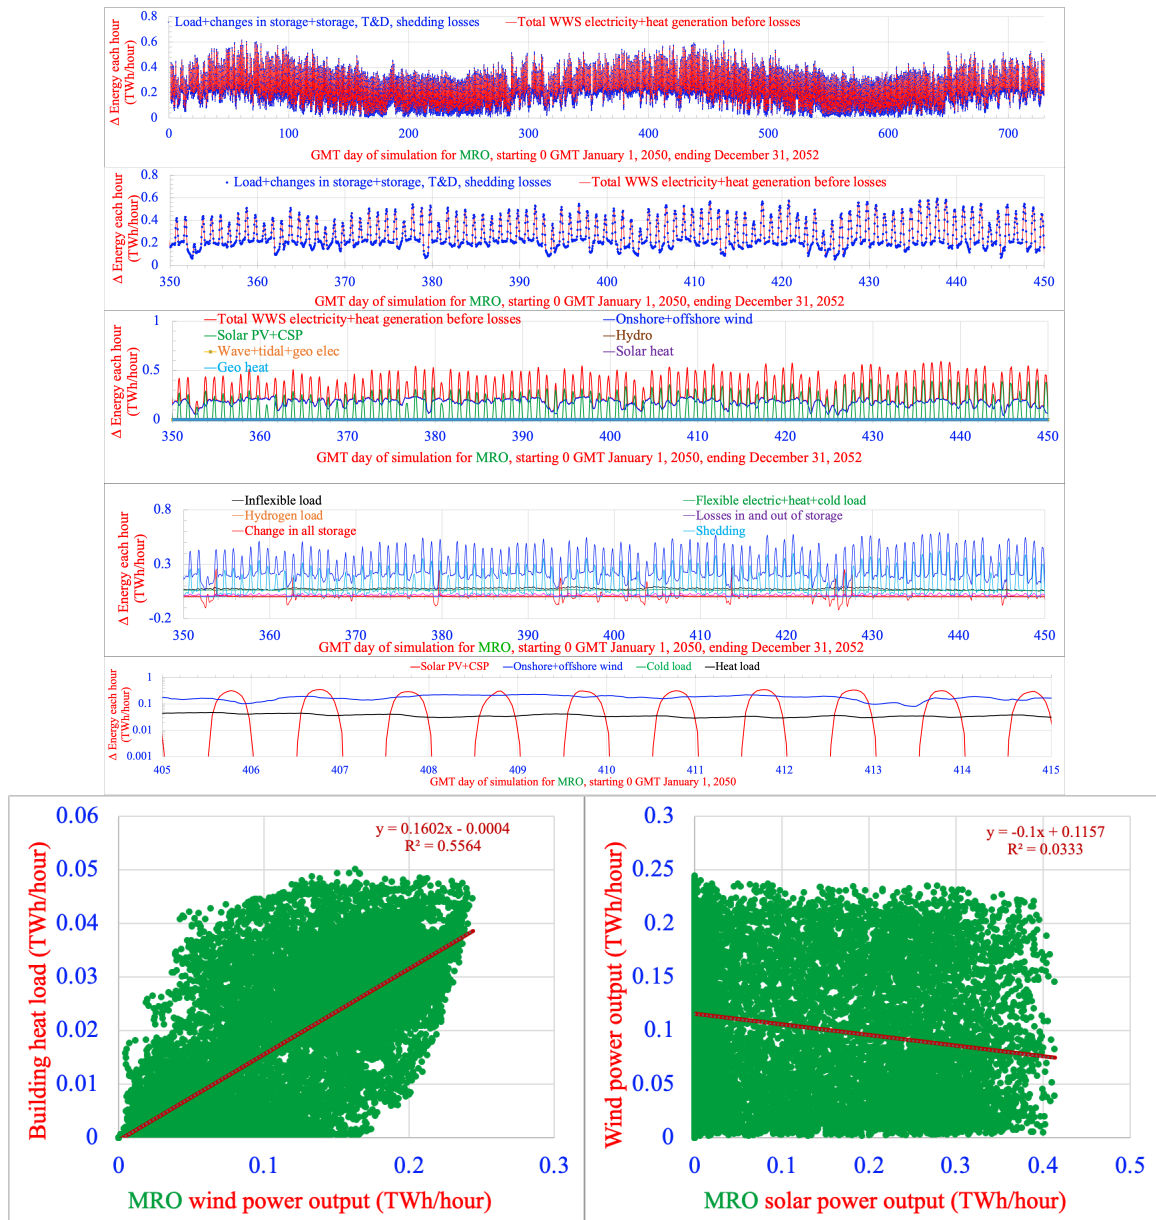 Load+changes in storage+storage, T&D, shedding losses
Total WWS electricity+heat generation before losses
Δ Energy each hour
(TWh/hour)
0.8
0.6
0.4
0.2
0
0 100 200 300 400 500 600 700
GMT day of simulation for MRO, starting 0 GMT January 1, 2050, ending December 31, 2052
Load+changes in storage+storage, T&D, shedding losses
Total WWS electricity+heat generation before losses
Δ Energy each hour
(TWh/hour)
0.8
0.6
0.4
0.2
0
350 360 370 380 390 400 410 420 430 440 450
GMT day of simulation for MRO, starting 0 GMT January 1, 2050, ending December 31, 2052
Total WWS electricity+heat generation before losses
Onshore+offshore wind
Solar PV+CSP
Hydro
Wave+tidal+geo elec
Solar heat
Geo heat
Δ Energy each hour
(TWh/hour)
1
0.5
0
350 360 370 380 390 400 410 420 430 440 450
GMT day of simulation for MRO, starting 0 GMT January 1, 2050, ending December 31, 2052
Inflexible load
Flexible electric+heat+cold load
Hydrogen load
Losses in and out of storage
Change in all storage
Shedding
Δ Energy each hour
(TWh/hour)
0.8
0.3
-0.2
350 360 370 380 390 400 410 420 430 440 450
GMT day of simulation for MRO, starting 0 GMT January 1, 2050, ending December 31, 2052
Solar PV+CSP Onshore+offshore wind Cold load Heat load
Δ Energy each hour
(TWh/hour)
1
0.1
0.01
0.001
405 406 407 408 409 410 411 412 413 414 415
GMT day of simulation for MRO, starting 0 GMT January 1, 2050
y = 0.1602x - 0.0004
R² = 0.5564
Building heat load (TWh/hour)
0.06
0.05
0.04
0.03
0.02
0.01
0
0 0.1 0.2 0.3
MRO wind power output (TWh/hour)
y = -0.1x + 0.1157
R² = 0.0333
Wind power output (TWh/hour)
0.3
0.25
0.2
0.15
0.1
0.05
0
0 0.1 0.2 0.3 0.4 0.5
MRO solar power output (TWh/hour)